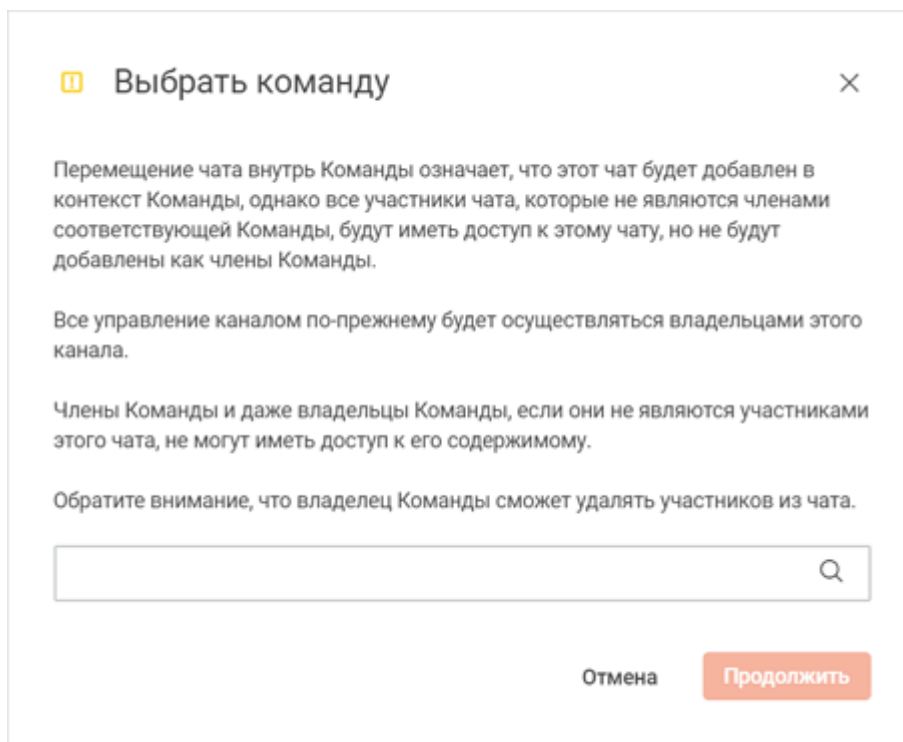 Выбрать команду
Перемещение чата внутрь Команды означает, что этот чат будет добавлен в
контекст Команды, однако все участники чата, которые не являются членами
соответствующей Команды, будут иметь доступ к этому чату, но не будут
добавлены как члены Команды.
Все управление каналом по-прежнему будет осуществляться владельцами этого
канала.
Члены Команды и даже владельцы Команды, если они не являются участниками
этого чата, не могут иметь доступ к его содержимому.
Обратите внимание, что владелец Команды сможет удалять участников из чата.
Отмена
Продолжить